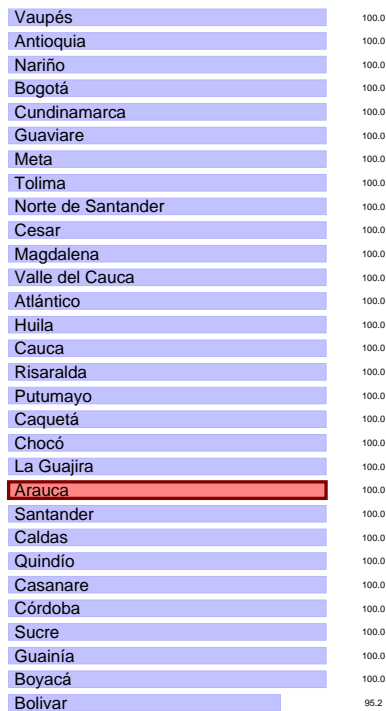 Vaupés 100.0
Antioquia 100.0
Nariño 100.0
Bogotá 100.0
Cundinamarca 100.0
Guaviare 100.0
Meta 100.0
Tolima 100.0
Norte de Santander 100.0
Cesar 100.0
Magdalena 100.0
Valle del Cauca 100.0
Atlántico 100.0
Huila 100.0
Cauca 100.0
Risaralda 100.0
Putumayo 100.0
Caquetá 100.0
Chocó 100.0
La Guajira 100.0
Arauca 100.0
Santander 100.0
Caldas 100.0
Quindío 100.0
Casanare 100.0
Córdoba 100.0
Sucre 100.0
Guainía 100.0
Boyacá 100.0
Bolivar 95.2